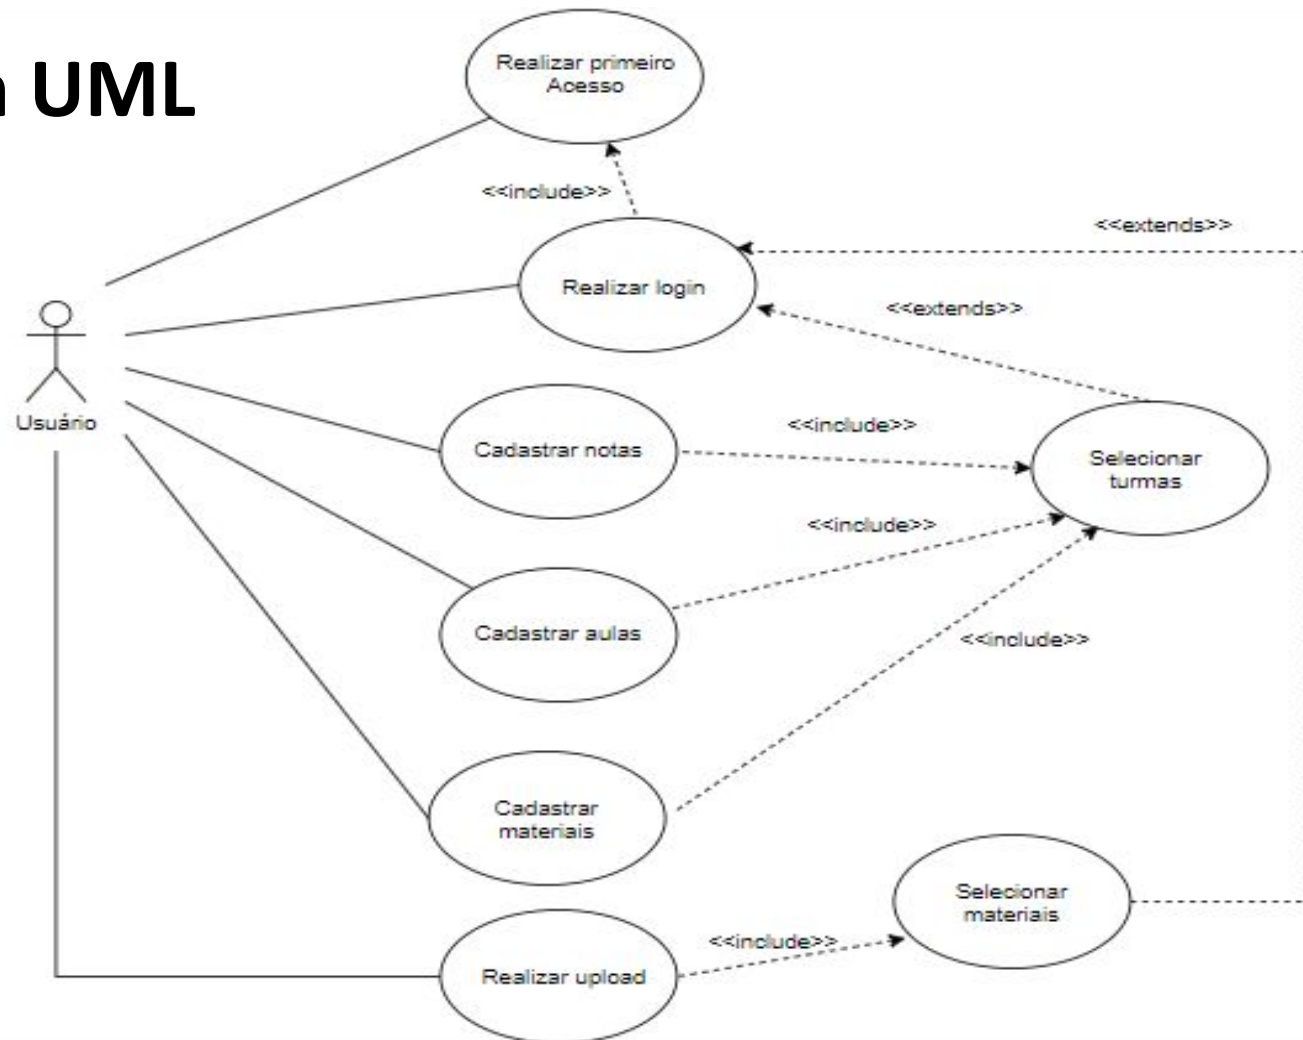 UML
Realizar primeiro
Acesso
<<include>>
<<extends>>
Realizar login
<<extends>>
Usuário
Cadastrar notas
<<include>>
Selecionar
turmas
<<include>>
Cadastrar aulas
<<include>>
Cadastrar
materiais
Selecionar
materiais
<<include>>
Realizar upload